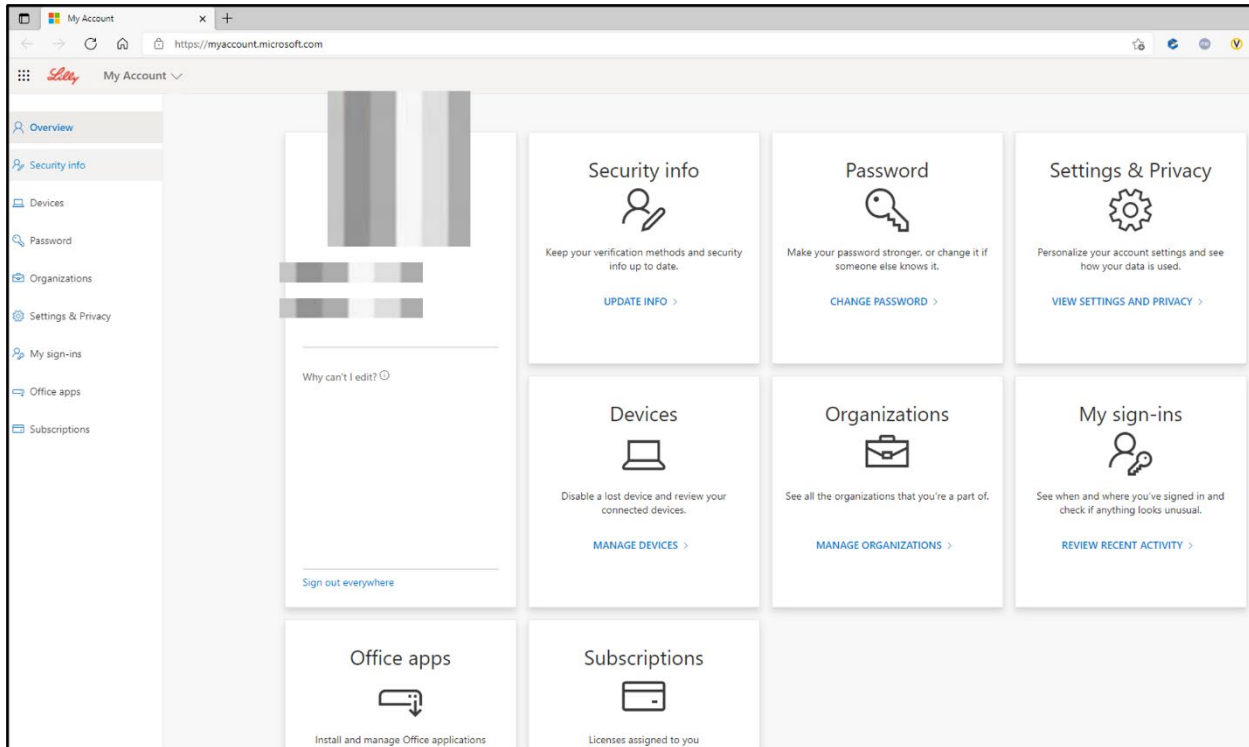 My Account
https://myaccount.microsoft.com
Lilly My Account
Overview
Security info
Devices
Password
Organizations
Settings & Privacy
My sign-ins
Office apps
Subscriptions
Why can't I edit?
Sign out everywhere
Security info
Keep your verification methods and security
info up to date.
UPDATE INFO
Password
Make your password stronger, or change it if
someone else knows it.
CHANGE PASSWORD
Settings & Privacy
Personalize your account settings and see
how your data is used.
VIEW SETTINGS AND PRIVACY
Devices
Disable a lost device and review your
connected devices.
MANAGE DEVICES
Organizations
See all the organizations that you're a part of.
MANAGE ORGANIZATIONS
My sign-ins
See when and where you've signed in and
check if anything looks unusual.
REVIEW RECENT ACTIVITY
Office apps
Install and manage Office applications
Subscriptions
Licenses assigned to you